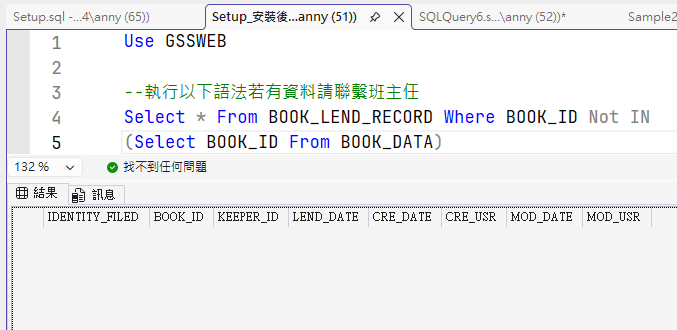 Setup.sql -...4\anny (65))
Setup_安裝後...anny (51))
SQLQuery6.s...\anny (52))*
Sample2
1 Use GSSWEB
2
3 --執行以下語法若有資料請聯繫班主任
4 Select * From BOOK_LEND_RECORD Where BOOK_ID Not IN
5 (Select BOOK_ID From BOOK_DATA)
132 %
找不到任何問題
結果
訊息
IDENTITY_FILED BOOK_ID KEEPER_ID LEND_DATE CRE_DATE CRE_USR MOD_DATE MOD_USR